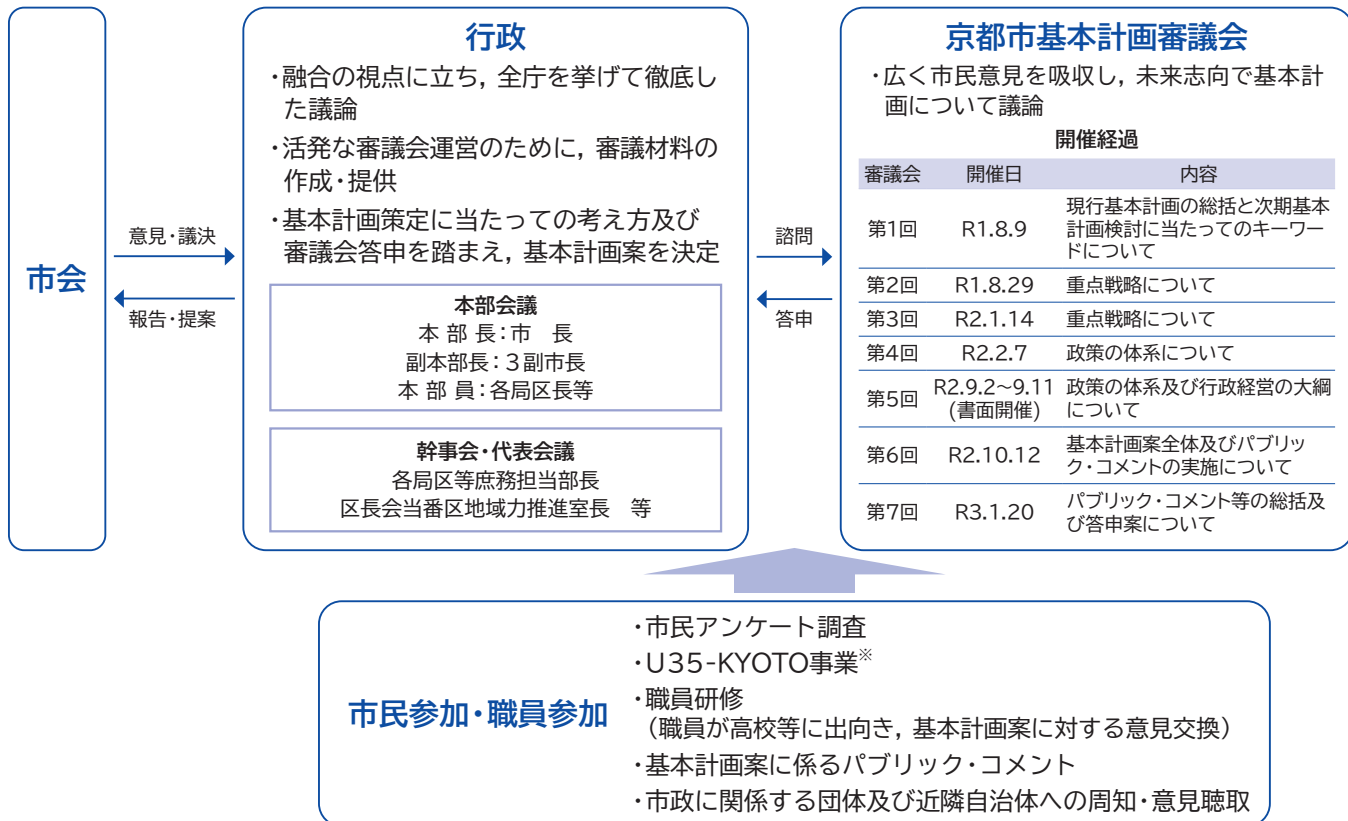 市会
意見・議決
報告・提案
行政
・融合の視点に立ち，全庁を挙げて徹底し
た議論
・活発な審議会運営のために，審議材料の
作成・提供
・基本計画策定に当たっての考え方及び
審議会答申を踏まえ，基本計画案を決定
本部会議
本 部 長：市　長
副本部長：３副市長
本 部 員：各局区長等
幹事会・代表会議
各局区等庶務担当部長
区長会当番区地域力推進室長　等
諮問
答申
京都市基本計画審議会
・広く市民意見を吸収し，未来志向で基本計
画について議論
開催経過
審議会 開催日 内容
第1回 R1.8.9 現行基本計画の総括と次期基本
計画検討に当たってのキーワー
ドについて
第2回 R1.8.29 重点戦略について
第3回 R2.1.14 重点戦略について
第4回 R2.2.7 政策の体系について
第5回 R2.9.2～9.11 政策の体系及び行政経営の大綱
(書面開催) について
第6回 R2.10.12 基本計画案全体及びパブリッ
ク・コメントの実施について
第7回 R3.1.20 パブリック・コメント等の総括及
び答申案について
市民参加・職員参加
・市民アンケート調査
・U35-KYOTO事業※
・職員研修
（職員が高校等に出向き，基本計画案に対する意見交換）
・基本計画案に係るパブリック・コメント
・市政に関係する団体及び近隣自治体への周知・意見聴取